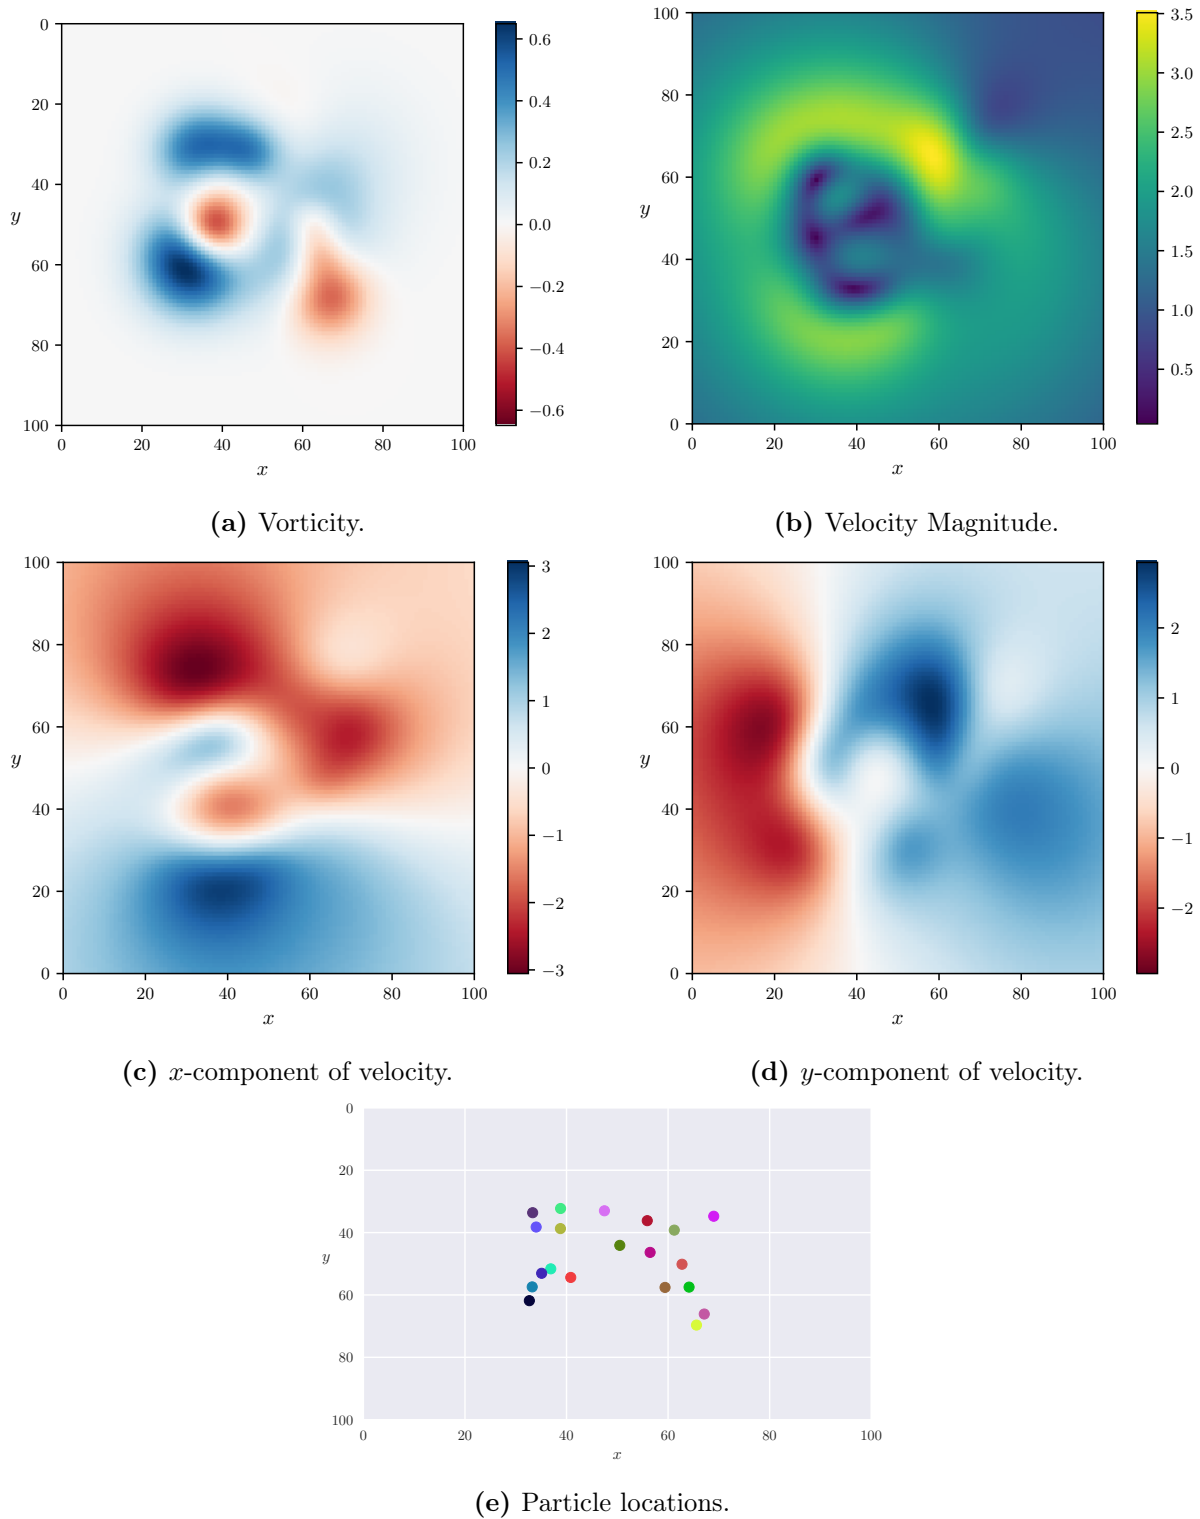 0
20
40
60
80
100
y
0 20 40 60 80 100
x
0.6
0.4
0.2
0.0
−0.2
−0.4
−0.6
(a) Vorticity.
100
80
60
40
20
0
y
0 20 40 60 80 100
x
3.5
3.0
2.5
2.0
1.5
1.0
0.5
(b) Velocity Magnitude.
100
80
60
40
20
0
y
0 20 40 60 80 100
x
3
2
1
0
−1
−2
−3
(c) x-component of velocity.
100
80
60
40
20
0
y
0 20 40 60 80 100
x
2
1
0
−1
−2
(d) y-component of velocity.
0
20
40
60
80
100
y
0 20 40 60 80 100
x
(e) Particle locations.